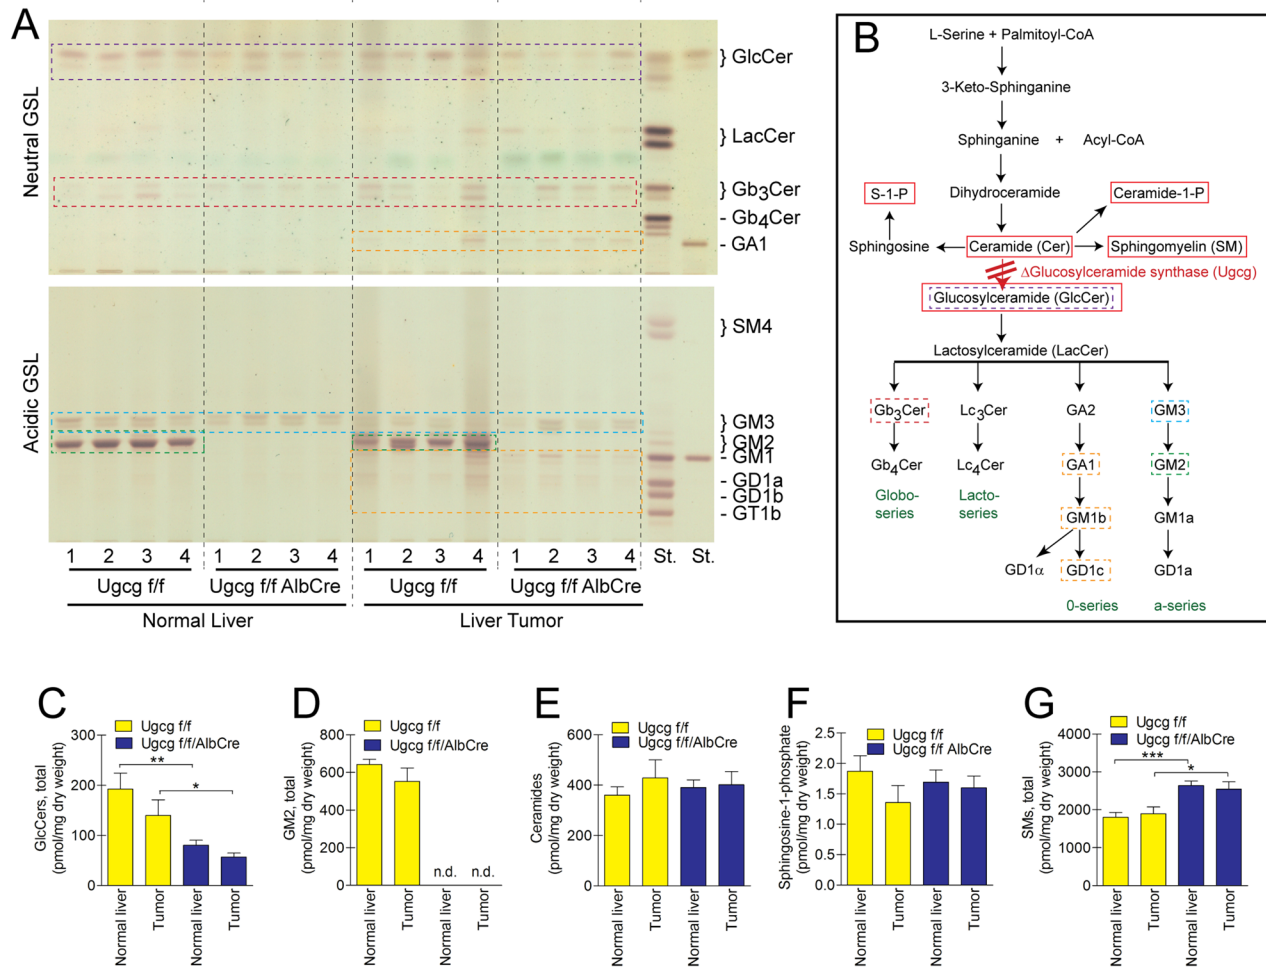 A
Neutral GSL
} GlcCer
} LacCer
} Gb3Cer
- Gb4Cer
- GA1
Acidic GSL
} SM4
} GM3
} GM2
- GM1
- GD1a
- GD1b
- GT1b
1 2 3 4 1 2 3 4 1 2 3 4 1 2 3 4 St. St.
Ugcg f/f Ugcg f/f AlbCre Ugcg f/f Ugcg f/f AlbCre
Normal Liver Liver Tumor
B
L-Serine + Palmitoyl-CoA
3-Keto-Sphinganine
Sphinganine + Acyl-CoA
Dihydroceramide
S-1-P Ceramide-1-P
Sphingosine Ceramide (Cer) Sphingomyelin (SM)
ΔGlucosylceramide synthase (Ugcg)
Glucosylceramide (GlcCer)
Lactosylceramide (LacCer)
Gb3Cer Lc3Cer GA2 GM3
Gb4Cer Lc4Cer GA1 GM2
Globo-series
Lacto-series
GM1b GM1a
GD1α GD1c GD1a
0-series a-series
C
Ugcg f/f
Ugcg f/f/AlbCre
GlcCers, total
(pmol/mg dry weight)
300
200
100
0
**
*
Normal liver
Tumor
Normal liver
Tumor
D
Ugcg f/f
Ugcg f/f/AlbCre
GM2, total
(pmol/mg dry weight)
800
600
400
200
0
n.d. n.d.
Normal liver
Tumor
Normal liver
Tumor
E
Ugcg f/f
Ugcg f/f/AlbCre
Ceramides
(pmol/mg dry weight)
600
400
200
0
Normal liver
Tumor
Normal liver
Tumor
F
Ugcg f/f
Ugcg f/f AlbCre
Sphingosine-1-phosphate
(pmol/mg dry weight)
2.5
2.0
1.5
1.0
0.5
0.0
Normal liver
Tumor
Normal liver
Tumor
G
Ugcg f/f
Ugcg f/f/AlbCre
SMs, total
(pmol/mg dry weight)
4000
3000
2000
1000
0
***
*
Normal liver
Tumor
Normal liver
Tumor